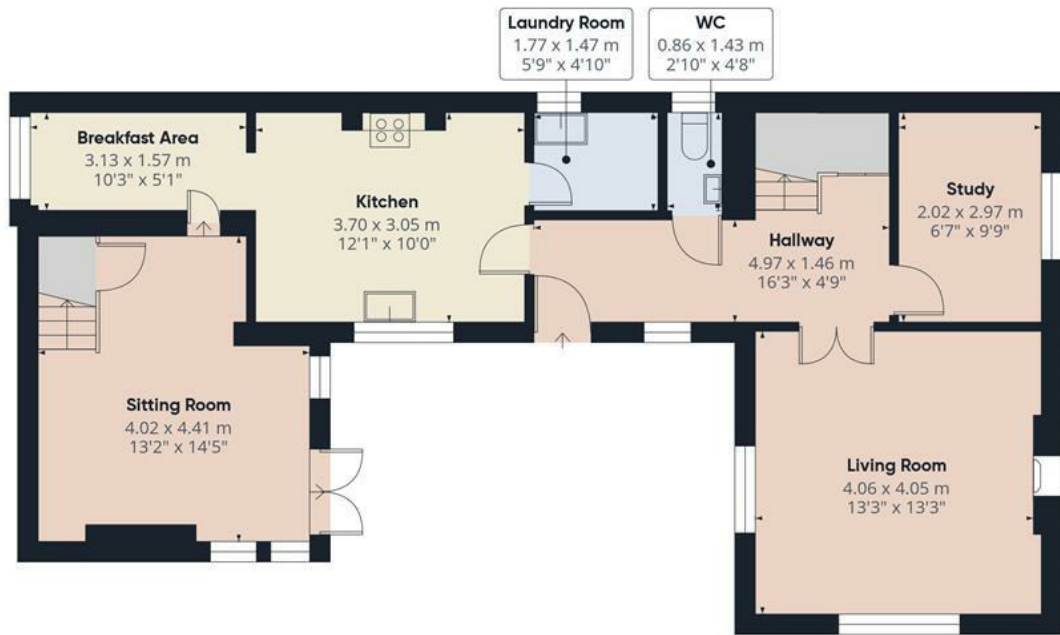 Laundry Room
1.77 x 1.47 m
5'9" x 4'10"
WC
0.86 x 1.43 m
2'10" x 4'8"
Breakfast Area
3.13 x 1.57 m
10'3" x 5'1"
Kitchen
3.70 x 3.05 m
12'1" x 10'0"
Study
2.02 x 2.97 m
6'7" x 9'9"
Hallway
4.97 x 1.46 m
16'3" x 4'9"
Sitting Room
4.02 x 4.41 m
13'2" x 14'5"
Living Room
4.06 x 4.05 m
13'3" x 13'3"